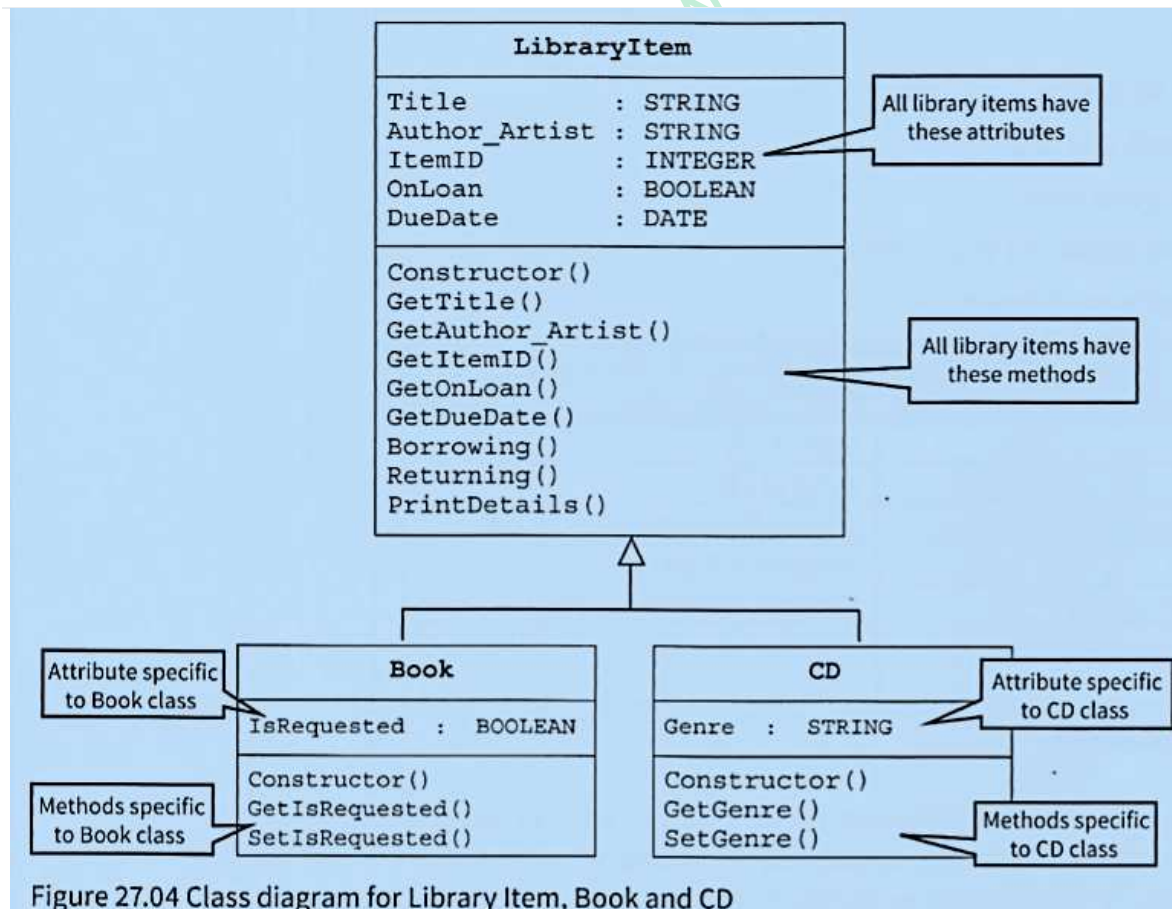 LibraryItem
Title : STRING
Author_Artist : STRING
ItemID : INTEGER
OnLoan : BOOLEAN
DueDate : DATE
All library items have
these attributes
Constructor()
GetTitle()
GetAuthor_Artist()
GetItemID()
GetOnLoan()
GetDueDate()
Borrowing()
Returning()
PrintDetails()
All library items have
these methods
Attribute specific
to Book class
Book
IsRequested : BOOLEAN
Methods specific
to Book class
Constructor()
GetIsRequested()
SetIsRequested()
CD
Genre : STRING
Attribute specific
to CD class
Constructor()
GetGenre()
SetGenre()
Methods specific
to CD class
Figure 27.04 Class diagram for Library Item, Book and CD